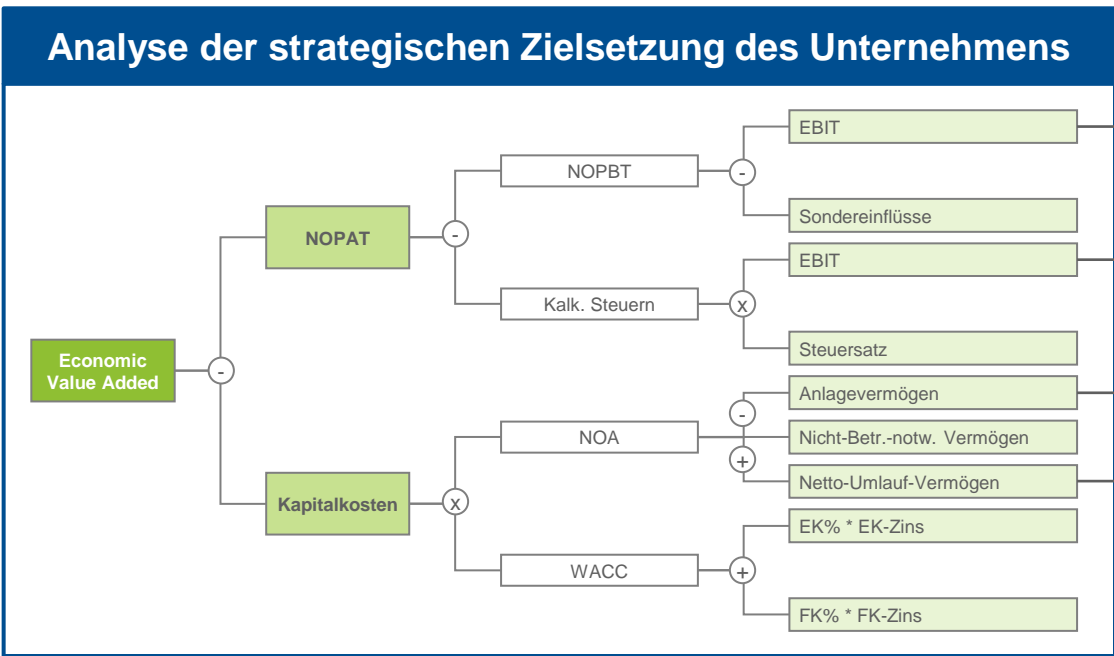 Analyse der strategischen Zielsetzung des Unternehmens
EBIT
NOPBT
-
Sondereinflüsse
NOPAT
-
EBIT
Kalk. Steuern
x
Steuersatz
Economic
Value Added
-
Anlagevermögen
-
NOA
Nicht-Betr.-notw. Vermögen
+
Netto-Umlauf-Vermögen
Kapitalkosten
x
EK% * EK-Zins
WACC
+
FK% * FK-Zins